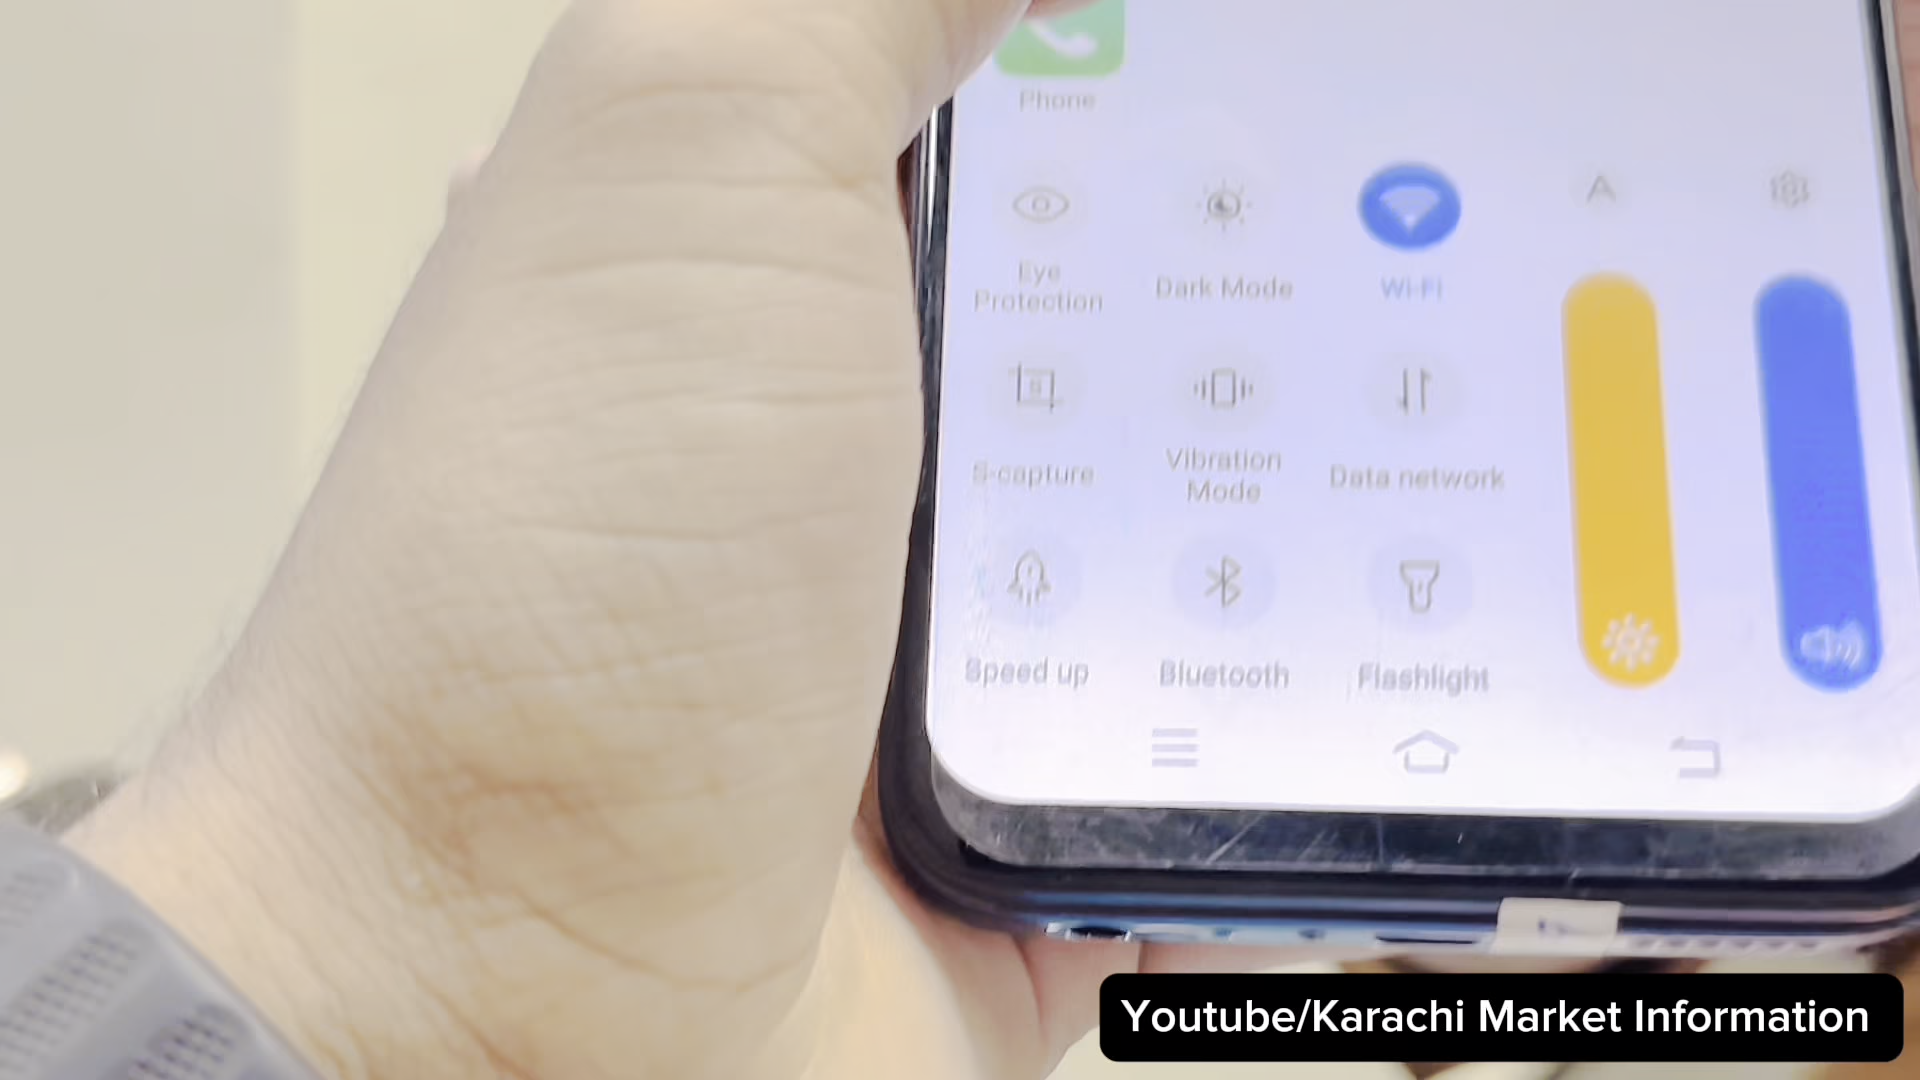 Phone
Eye
Protection
Dark Mode
Wi-Fi
A
S-capture
Vibration
Mode
Data network
Speed up
Bluetooth
Flashlight
Youtube/Karachi Market Information